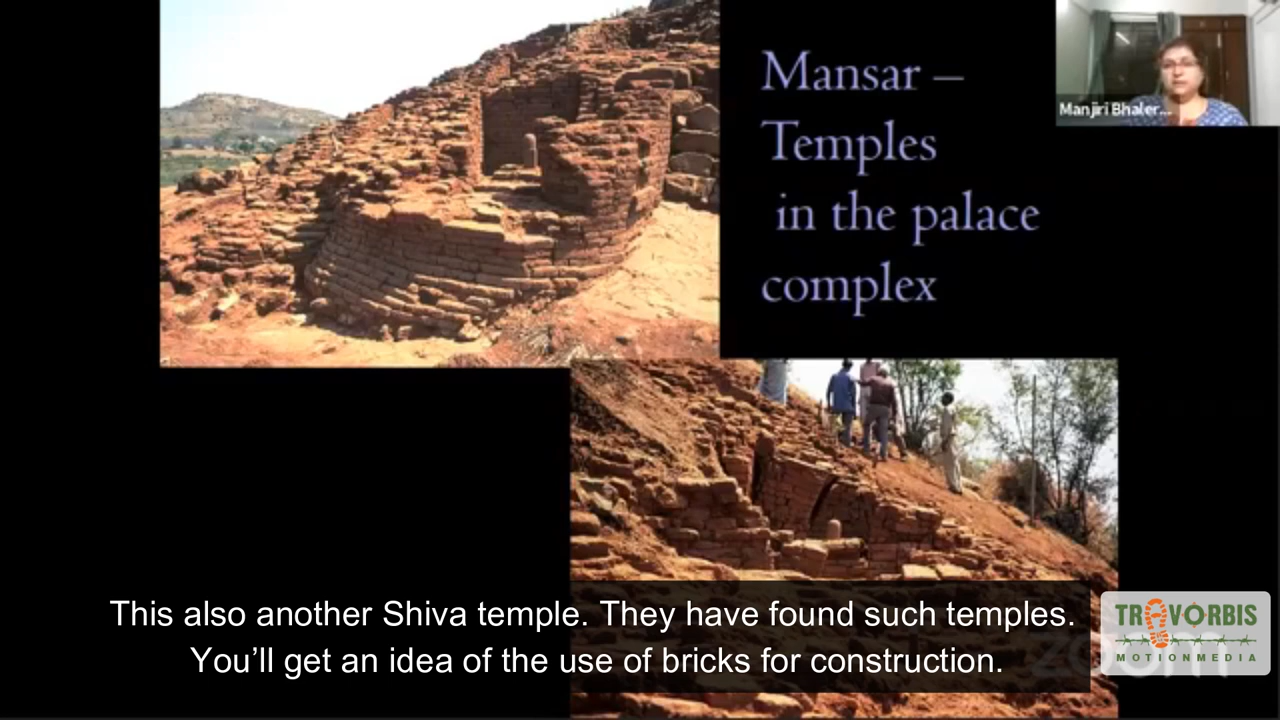 Mansar –
Temples
in the palace
complex
Manjiri Bhaler...
This also another Shiva temple. They have found such temples.
You’ll get an idea of the use of bricks for construction.
zoom
TRAVORBIS
MOTIONMEDIA